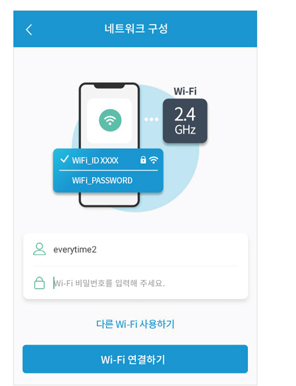 네트워크 구성
Wi-Fi
2.4
GHz
WiFi_ID XXXX
WiFi_PASSWORD
everytime2
Wi-Fi 비밀번호를 입력해 주세요.
다른 Wi-Fi 사용하기
Wi-Fi 연결하기